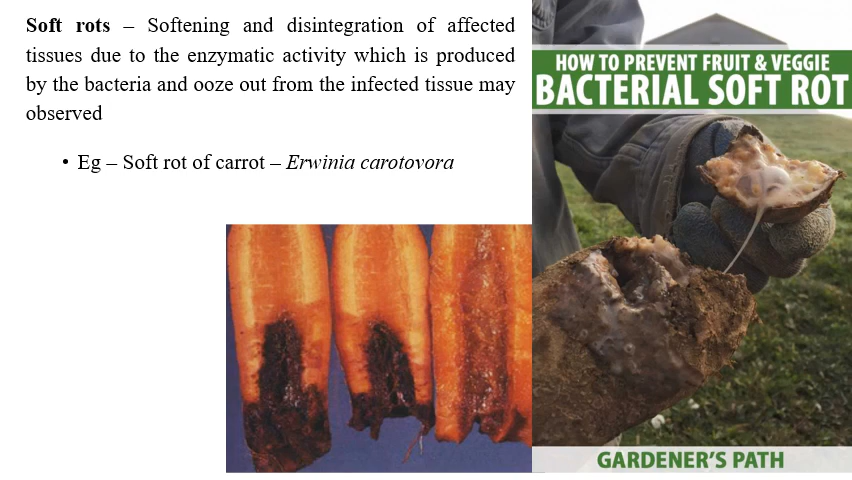 Soft rots – Softening and disintegration of affected
tissues due to the enzymatic activity which is produced
by the bacteria and ooze out from the infected tissue may
observed
• Eg – Soft rot of carrot – Erwinia carotovora
HOW TO PREVENT FRUIT & VEGGIE
BACTERIAL SOFT ROT
GARDENER'S PATH